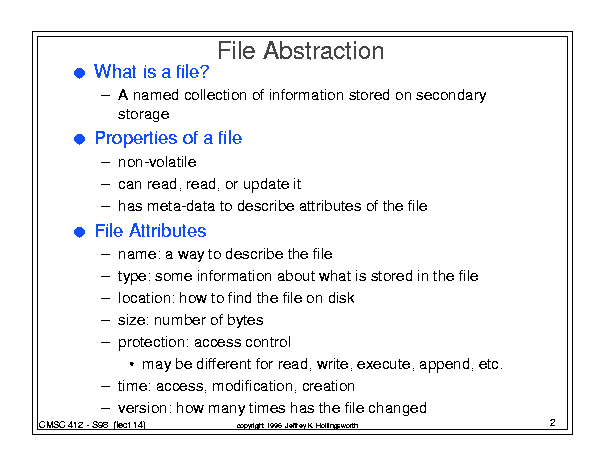 File Abstraction
What is a file?
– A named collection of information stored on secondary
storage
Properties of a file
– non-volatile
– can read, read, or update it
– has meta-data to describe attributes of the file
File Attributes
– name: a way to describe the file
– type: some information about what is stored in the file
– location: how to find the file on disk
– size: number of bytes
– protection: access control
• may be different for read, write, execute, append, etc.
– time: access, modification, creation
– version: how many times has the file changed
CMSC 412 - S98 (lect 14)
copyright 1996 Jeffrey K. Hollingsworth
2